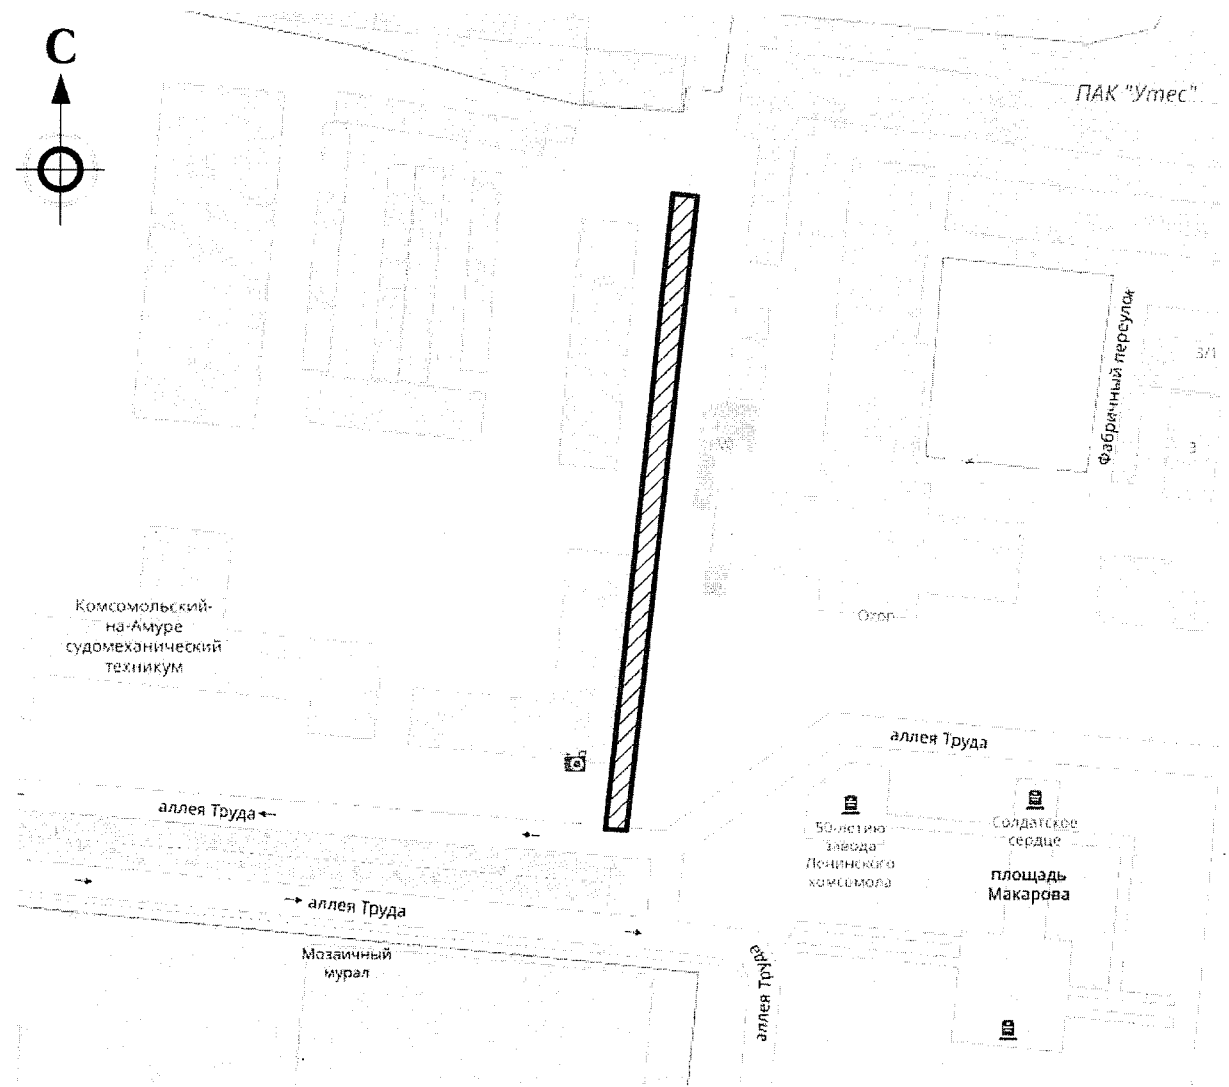 С
ПАК "Утес"
Фабричный переулок
3/1
3
Комсомольский-
на-Амуре
судомеханический
техникум
аллея Труда
аллея Труда
50-летию
завода
Ленинского
комсомола
Солдатское
сердце
площадь
Макарова
аллея Труда
Мозаичный
мурал
аллея Труда